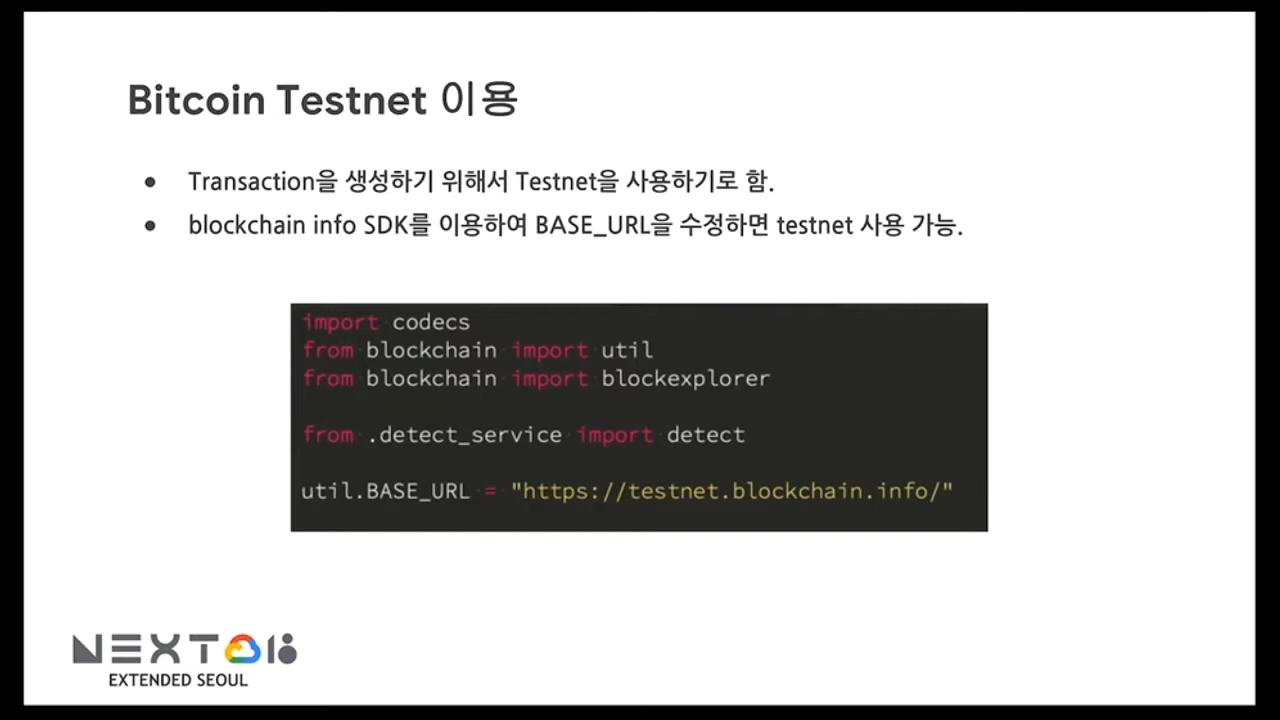 Bitcoin Testnet 이용
● Transaction을 생성하기 위해서 Testnet을 사용하기로 함.
● blockchain info SDK를 이용하여 BASE_URL을 수정하면 testnet 사용 가능.
import codecs
from blockchain import util
from blockchain import blockexplorer
from .detect_service import detect
util.BASE_URL = "https://testnet.blockchain.info/"
NEXT 18
EXTENDED SEOUL